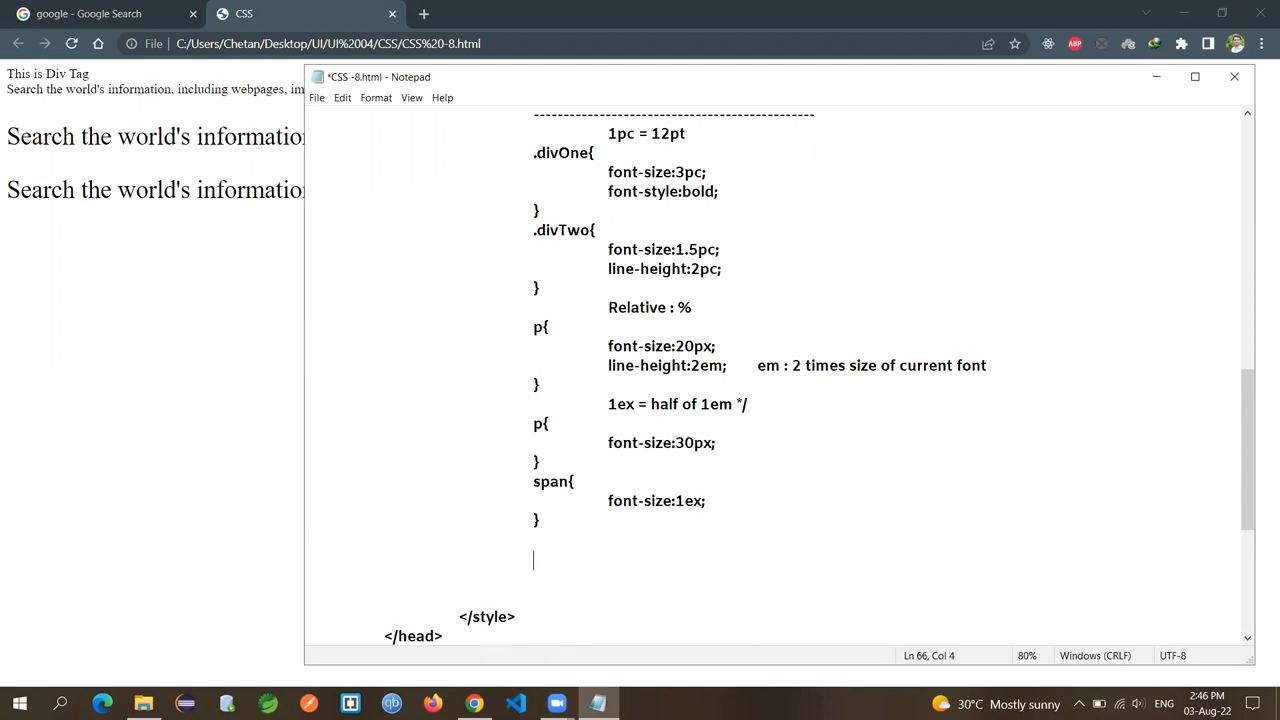 google - Google Search
CSS
File
C:/Users/Chetan/Desktop/UI/UI%2004/CSS/CSS%20-8.html
ABP
This is Div Tag
Search the world's information, including webpages, im
Search the world's informatio
Search the world's informatio
*CSS -8.html - Notepad
File Edit Format View Help
----------------------------------------------
1pc = 12pt
.divOne{
font-size:3pc;
font-style:bold;
}
.divTwo{
font-size:1.5pc;
line-height:2pc;
}
Relative : %
p{
font-size:20px;
line-height:2em; em : 2 times size of current font
}
1ex = half of 1em */
p{
font-size:30px;
}
span{
font-size:1ex;
}
</style>
</head>
Ln 66, Col 4 80% Windows (CRLF) UTF-8
qb
30°C Mostly sunny
ENG
2:46 PM
03-Aug-22